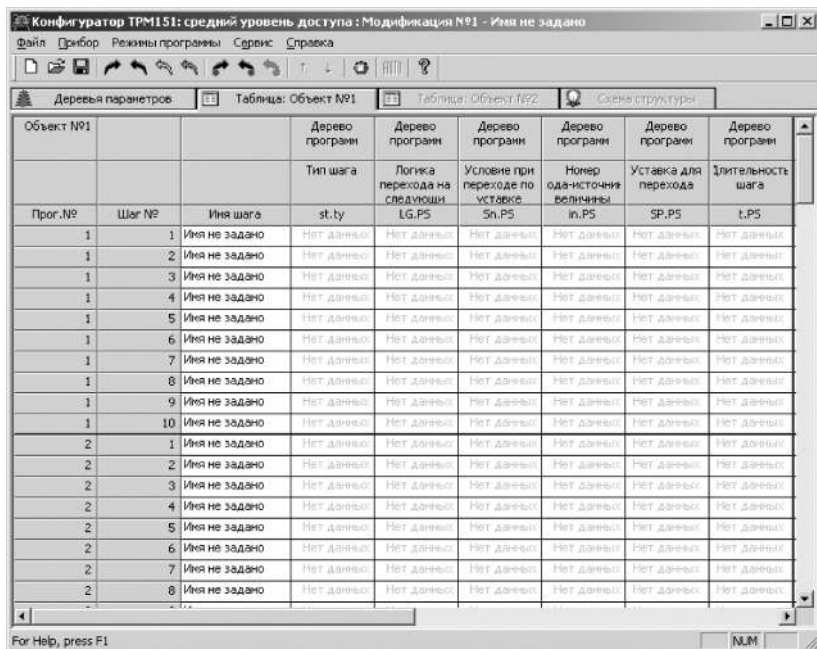 Конфигуратор ТРМ151: средний уровень доступа : Модификация №1 - Имя не задано
Файл Прибор Режимы программы Сервис Справка
Деревья параметров Таблица: Объект №1 Таблица: Объект №2 Схема структуры
Объект №1 Дерево програми Дерево програми Дерево програми Дерево програми Дерево програми Дерево програми
Тип шага Логика перехода на следующи Условие при переходе по уставке Номер ода-источник величины Уставка для перехода Длительность шага
Прог.№ Шаг № Имя шага st.ty LG.PS Sn.PS in.PS SP.PS t.PS
1 1 Имя не задано Нет данных Нет данных Нет данных Нет данных Нет данных Нет данных
1 2 Имя не задано Нет данных Нет данных Нет данных Нет данных Нет данных Нет данных
1 3 Имя не задано Нет данных Нет данных Нет данных Нет данных Нет данных Нет данных
1 4 Имя не задано Нет данных Нет данных Нет данных Нет данных Нет данных Нет данных
1 5 Имя не задано Нет данных Нет данных Нет данных Нет данных Нет данных Нет данных
1 6 Имя не задано Нет данных Нет данных Нет данных Нет данных Нет данных Нет данных
1 7 Имя не задано Нет данных Нет данных Нет данных Нет данных Нет данных Нет данных
1 8 Имя не задано Нет данных Нет данных Нет данных Нет данных Нет данных Нет данных
1 9 Имя не задано Нет данных Нет данных Нет данных Нет данных Нет данных Нет данных
1 10 Имя не задано Нет данных Нет данных Нет данных Нет данных Нет данных Нет данных
2 1 Имя не задано Нет данных Нет данных Нет данных Нет данных Нет данных Нет данных
2 2 Имя не задано Нет данных Нет данных Нет данных Нет данных Нет данных Нет данных
2 3 Имя не задано Нет данных Нет данных Нет данных Нет данных Нет данных Нет данных
2 4 Имя не задано Нет данных Нет данных Нет данных Нет данных Нет данных Нет данных
2 5 Имя не задано Нет данных Нет данных Нет данных Нет данных Нет данных Нет данных
2 6 Имя не задано Нет данных Нет данных Нет данных Нет данных Нет данных Нет данных
2 7 Имя не задано Нет данных Нет данных Нет данных Нет данных Нет данных Нет данных
2 8 Имя не задано Нет данных Нет данных Нет данных Нет данных Нет данных Нет данных
For Help, press F1 NUM